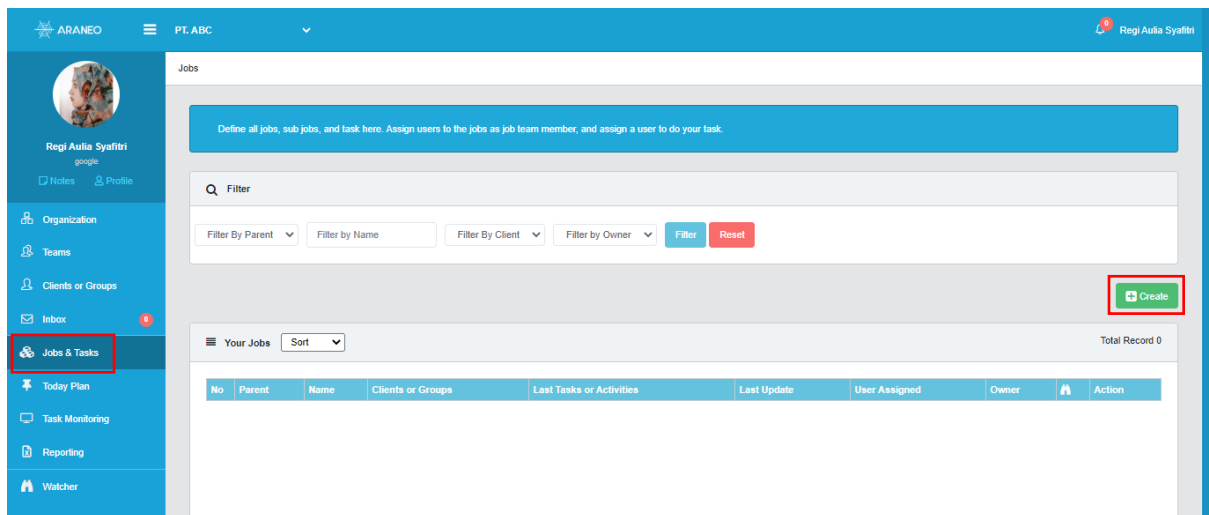 ARANEO
PT. ABC
0
Regi Aulia Syafitri
Jobs
Regi Aulia Syafitri
google
Notes Profile
Organization
Teams
Clients or Groups
Inbox 0
Jobs & Tasks
Today Plan
Task Monitoring
Reporting
Watcher
Define all jobs, sub jobs, and task here. Assign users to the jobs as job team member, and assign a user to do your task.
Filter
Filter By Parent Filter by Name Filter By Client Filter by Owner Filter Reset
Create
Your Jobs Sort Total Record 0
No Parent Name Clients or Groups Last Tasks or Activities Last Update User Assigned Owner Action